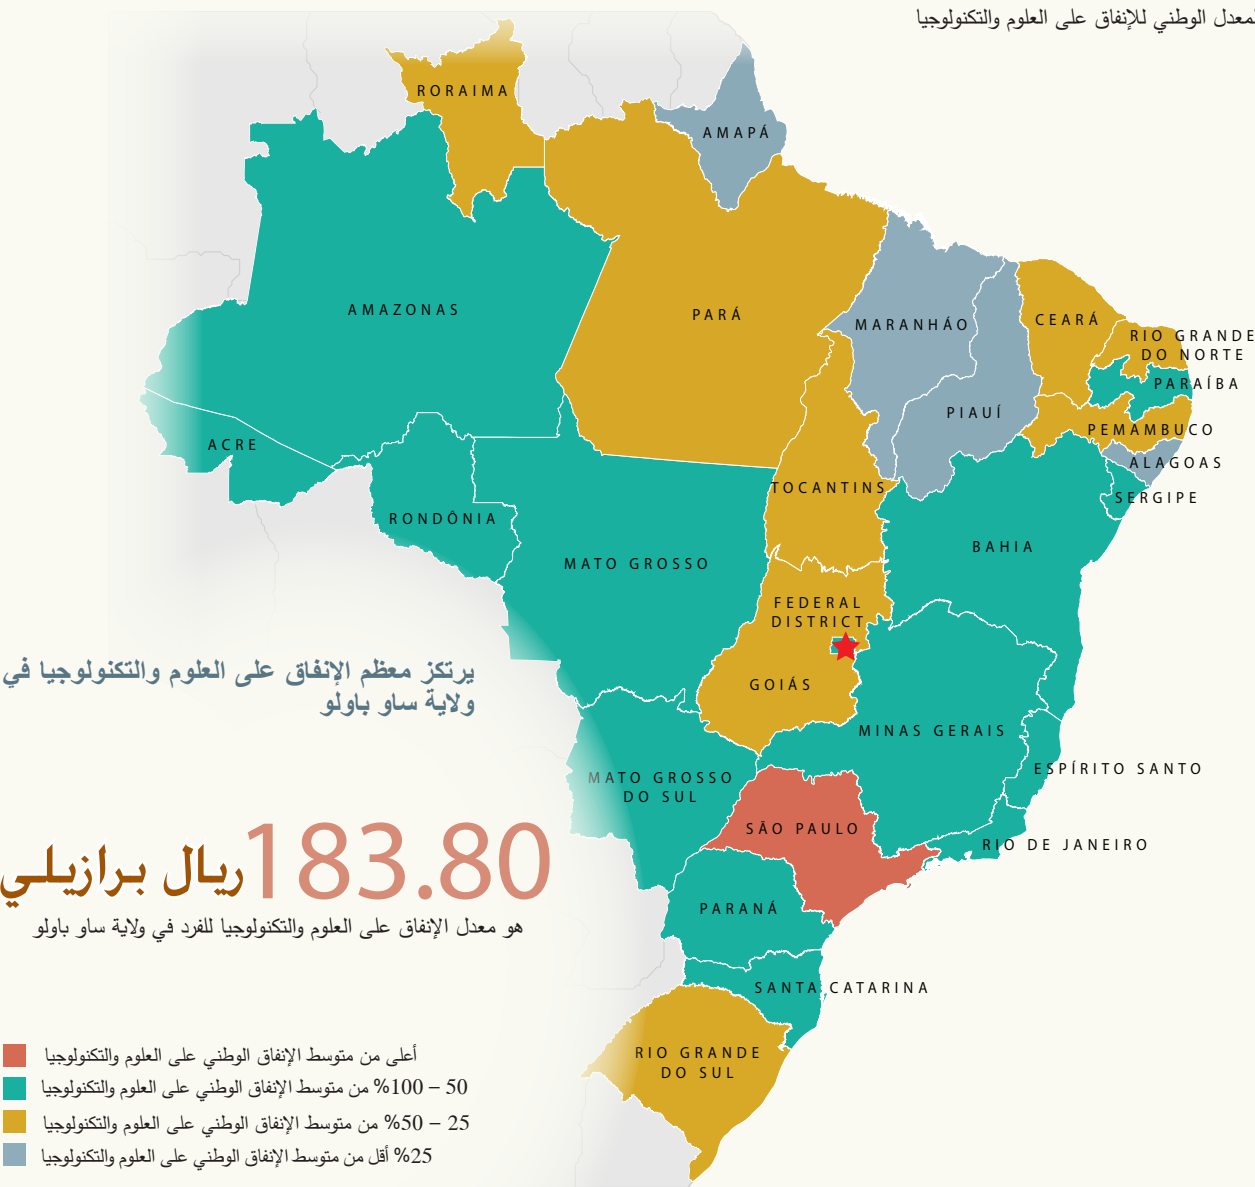 المعدل الوطني للإنفاق على العلوم والتكنولوجيا
RORAIMA
AMAPÁ
AMAZONAS
PARÁ
MARANHÁO
CEARÁ
RIO GRANDE
DO NORTE
PARAÍBA
PIAUÍ
PEMAMBUCO
ACRE
ALAGOAS
TOCANTINS
SERGIPE
RONDÔNIA
BAHIA
MATO GROSSO
FEDERAL
DISTRICT
GOIÁS
MINAS GERAIS
ESPÍRITO SANTO
MATO GROSSO
DO SUL
SÃO PAULO
RIO DE JANEIRO
PARANÁ
SANTA CATARINA
RIO GRANDE
DO SUL
يرتكز معظم الإنفاق على العلوم والتكنولوجيا في
ولاية ساو باولو
183.80 ريال برازيلي
هو معدل الإنفاق على العلوم والتكنولوجيا للفرد في ولاية ساو باولو
أعلى من متوسط الإنفاق الوطني على العلوم والتكنولوجيا
50 – 100% من متوسط الإنفاق الوطني على العلوم والتكنولوجيا
25 – 50% من متوسط الإنفاق الوطني على العلوم والتكنولوجيا
25% أقل من متوسط الإنفاق الوطني على العلوم والتكنولوجيا